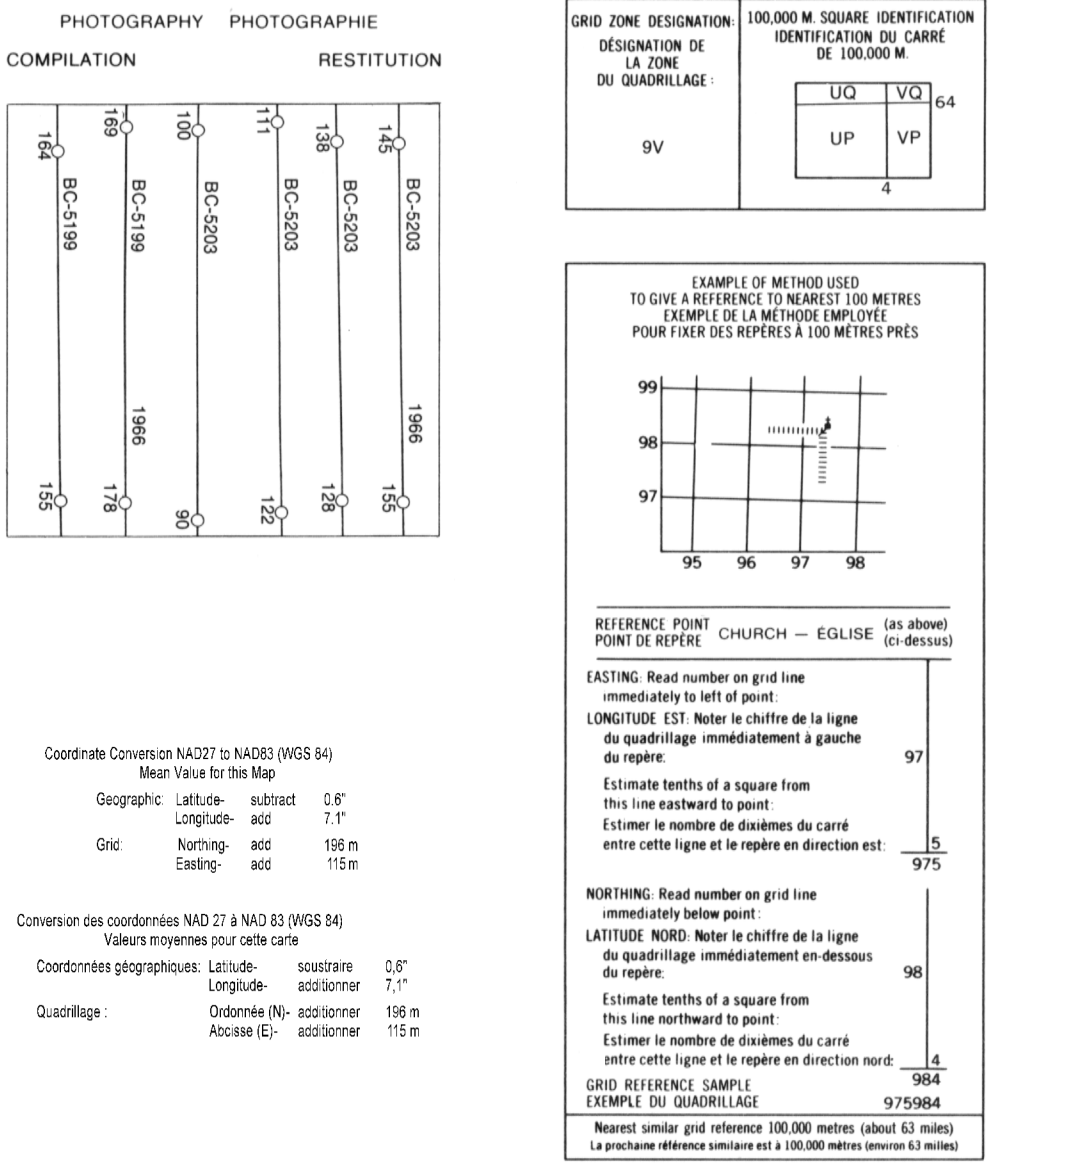 PHOTOGRAPHY PHOTOGRAPHIE
COMPILATION RESTITUTION
164 BC-5199 155
169 BC-5199 1966 178
100 BC-5203 90
111 BC-5203 122
138 BC-5203 128
145 BC-5203 1966 155
Coordinate Conversion NAD27 to NAD83 (WGS 84)
Mean Value for this Map
Geographic: Latitude- subtract 0.6"
Longitude- add 7.1"
Grid: Northing- add 196 m
Easting- add 115 m
Conversion des coordonnées NAD 27 à NAD 83 (WGS 84)
Valeurs moyennes pour cette carte
Coordonnées géographiques: Latitude- soustraire 0,6"
Longitude- additionner 7,1"
Quadrillage : Ordonnée (N)- additionner 196 m
Abcisse (E)- additionner 115 m
GRID ZONE DESIGNATION:
DÉSIGNATION DE
LA ZONE
DU QUADRILLAGE :
9V
100,000 M. SQUARE IDENTIFICATION
IDENTIFICATION DU CARRÉ
DE 100,000 M.
UQ VQ 64
UP VP
4
EXAMPLE OF METHOD USED
TO GIVE A REFERENCE TO NEAREST 100 METRES
EXEMPLE DE LA MÉTHODE EMPLOYÉE
POUR FIXER DES REPÈRES À 100 MÈTRES PRÈS
99
98
97
95 96 97 98
REFERENCE POINT
POINT DE REPÈRE CHURCH — ÉGLISE (as above)
(ci-dessus)
EASTING: Read number on grid line
immediately to left of point:
LONGITUDE EST: Noter le chiffre de la ligne
du quadrillage immédiatement à gauche
du repère: 97
Estimate tenths of a square from
this line eastward to point:
Estimer le nombre de dixièmes du carré
entre cette ligne et le repère en direction est: 5
975
NORTHING: Read number on grid line
immediately below point:
LATITUDE NORD: Noter le chiffre de la ligne
du quadrillage immédiatement en-dessous
du repère: 98
Estimate tenths of a square from
this line northward to point:
Estimer le nombre de dixièmes du carré
entre cette ligne et le repère en direction nord: 4
GRID REFERENCE SAMPLE 984
EXEMPLE DU QUADRILLAGE 975984
Nearest similar grid reference 100,000 metres (about 63 miles)
La prochaine référence similaire est à 100,000 mètres (environ 63 milles)